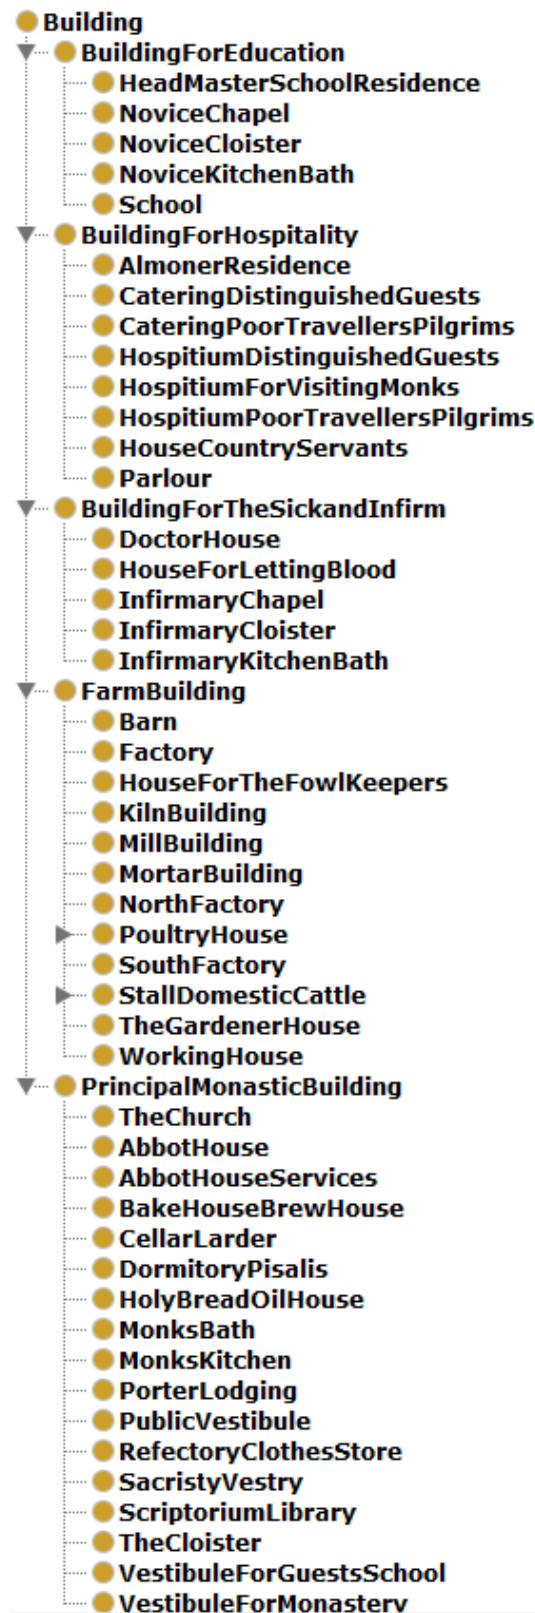 Building
BuildingForEducation
HeadMasterSchoolResidence
NoviceChapel
NoviceCloister
NoviceKitchenBath
School
BuildingForHospitality
AlmonerResidence
CateringDistinguishedGuests
CateringPoorTravellersPilgrims
HospitiumDistinguishedGuests
HospitiumForVisitingMonks
HospitiumPoorTravellersPilgrims
HouseCountryServants
Parlour
BuildingForTheSickandInfirm
DoctorHouse
HouseForLettingBlood
InfirmaryChapel
InfirmaryCloister
InfirmaryKitchenBath
FarmBuilding
Barn
Factory
HouseForTheFowlKeepers
KilnBuilding
MillBuilding
MortarBuilding
NorthFactory
PoultryHouse
SouthFactory
StallDomesticCattle
TheGardenerHouse
WorkingHouse
PrincipalMonasticBuilding
TheChurch
AbbotHouse
AbbotHouseServices
BakeHouseBrewHouse
CellarLarder
DormitoryPisalis
HolyBreadOilHouse
MonksBath
MonksKitchen
PorterLodging
PublicVestibule
RefectoryClothesStore
SacristyVestry
ScriptoriumLibrary
TheCloister
VestibuleForGuestsSchool
VestibuleForMonastery